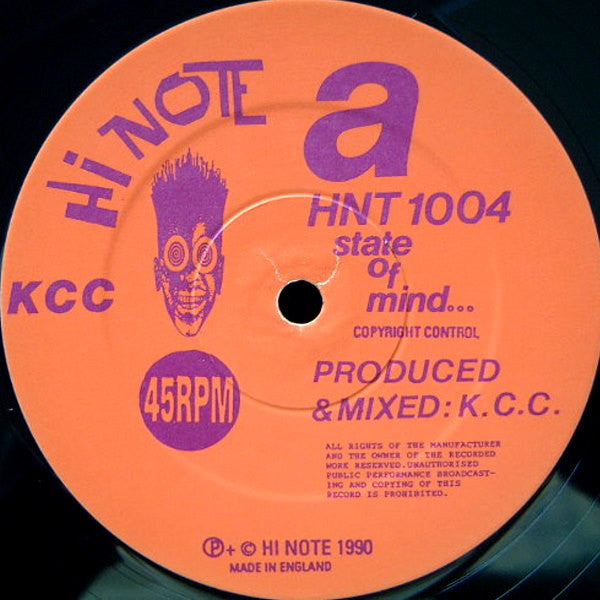 Hi NOTE
a
HNT 1004
state
of
mind...
COPYRIGHT CONTROL
KCC
45RPM
PRODUCED
& MIXED: K.C.C.
ALL RIGHTS OF THE MANUFACTURER
AND THE OWNER OF THE RECORDED
WORK RESERVED.UNAUTHORISED
PUBLIC PERFORMANCE BROADCAST-
ING AND COPYING OF THIS
RECORD IS PROHIBITED.
Ⓟ + © HI NOTE 1990
MADE IN ENGLAND